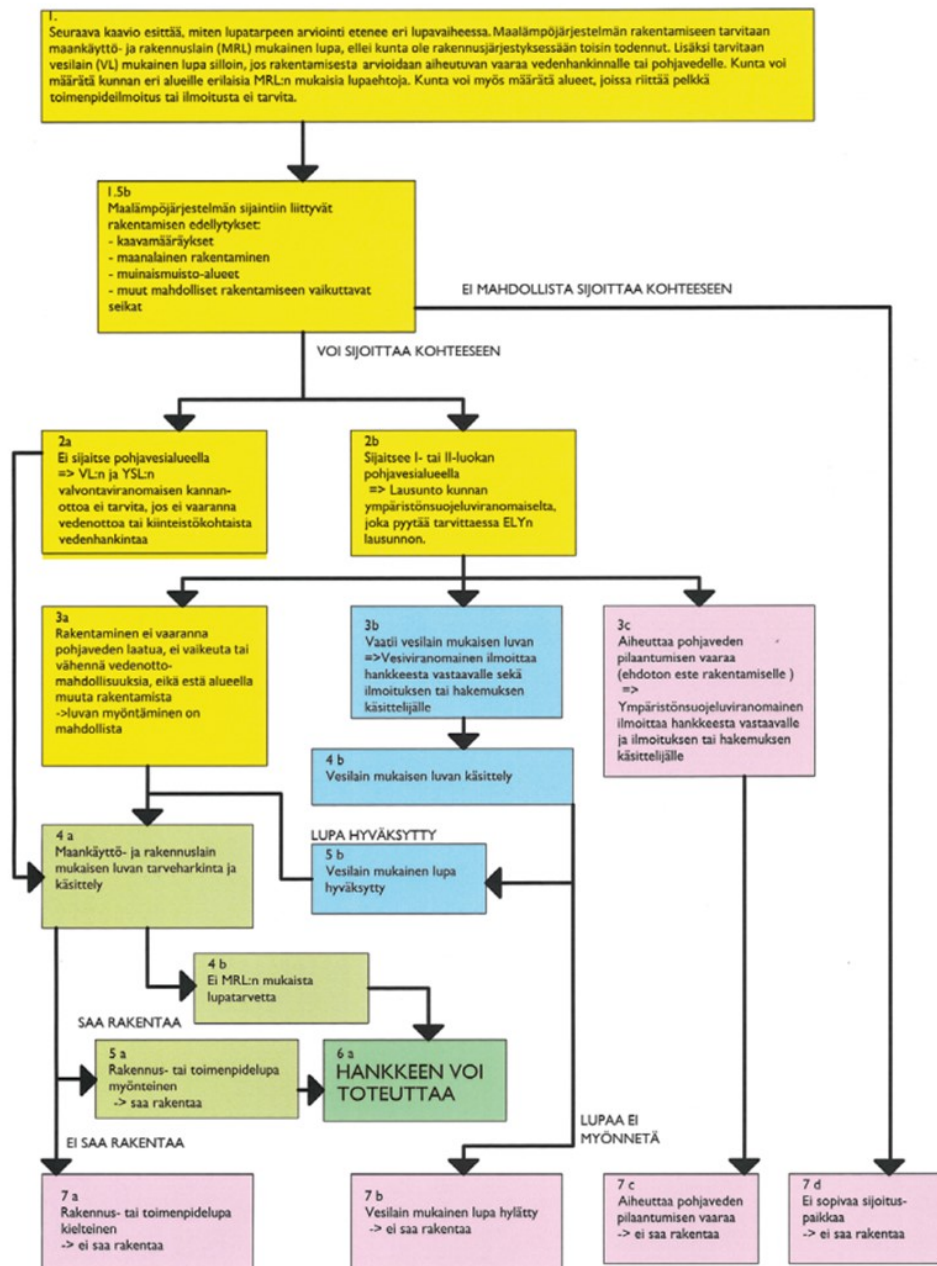 1.
Seuraava kaavio esittää, miten lupatarpeen arviointi etenee eri lupavaiheessa. Maalämpöjärjestelmän rakentamiseen tarvitaan
maankäyttö- ja rakennuslain (MRL) mukainen lupa, ellei kunta ole rakennusjärjestyksessään toisin todennut. Lisäksi tarvitaan
vesilain (VL) mukainen lupa silloin, jos rakentamisesta arvioidaan aiheutuvan vaaraa vedenhankinnalle tai pohjavedelle. Kunta voi
määrätä kunnan eri alueille erilaisia MRL:n mukaisia lupaehtoja. Kunta voi myös määrätä alueet, joissa riittää pelkkä
toimenpideilmoitus tai ilmoitusta ei tarvita.
1.5b
Maalämpöjärjestelmän sijaintiin liittyvät
rakentamisen edellytykset:
- kaavamääräykset
- maanalainen rakentaminen
- muinaismuisto-alueet
- muut mahdolliset rakentamiseen vaikuttavat
seikat
EI MAHDOLLISTA SIJOITTAA KOHTEESEEN
VOI SIJOITTAA KOHTEESEEN
2a
Ei sijaitse pohjavesialueella
=> VL:n ja YSL:n
valvontaviranomaisen kannan-
ottoa ei tarvita, jos ei vaaranna
vedenottoa tai kiinteistökohtaista
vedenhankintaa
2b
Sijaitsee I- tai II-luokan
pohjavesialueella
=> Lausunto kunnan
ympäristönsuojeluviranomaiselta,
joka pyytää tarvittaessa ELYn
lausunnon.
3a
Rakentaminen ei vaaranna
pohjaveden laatua, ei vaikeuta tai
vähennä vedenotto-
mahdollisuuksia, eikä estä alueella
muuta rakentamista
->luvan myöntäminen on
mahdollista
3b
Vaatii vesilain mukaisen luvan
=>Vesiviranomainen ilmoittaa
hankkeesta vastaavalle sekä
ilmoituksen tai hakemuksen
käsittelijälle
3c
Aiheuttaa pohjaveden
pilaantumisen vaaraa
(ehdoton este rakentamiselle )
=>
Ympäristönsuojeluviranomainen
ilmoittaa hankkeesta vastaavalle
ja ilmoituksen tai hakemuksen
käsittelijälle
4 b
Vesilain mukaisen luvan käsittely
LUPA HYVÄKSYTTY
4 a
Maankäyttö- ja rakennuslain
mukaisen luvan tarveharkinta ja
käsittely
5 b
Vesilain mukainen lupa
hyväksytty
4 b
Ei MRL:n mukaista
lupatarvetta
SAA RAKENTAA
5 a
Rakennus- tai toimenpidelupa
myönteinen
-> saa rakentaa
6 a
HANKKEEN VOI
TOTEUTTAA
EI SAA RAKENTAA
LUPAA EI
MYÖNNETÄ
7 a
Rakennus- tai toimenpidelupa
kielteinen
-> ei saa rakentaa
7 b
Vesilain mukainen lupa hylätty
-> ei saa rakentaa
7 c
Aiheuttaa pohjaveden
pilaantumisen vaaraa
-> ei saa rakentaa
7 d
Ei sopivaa sijoitus-
paikkaa
-> ei saa rakentaa